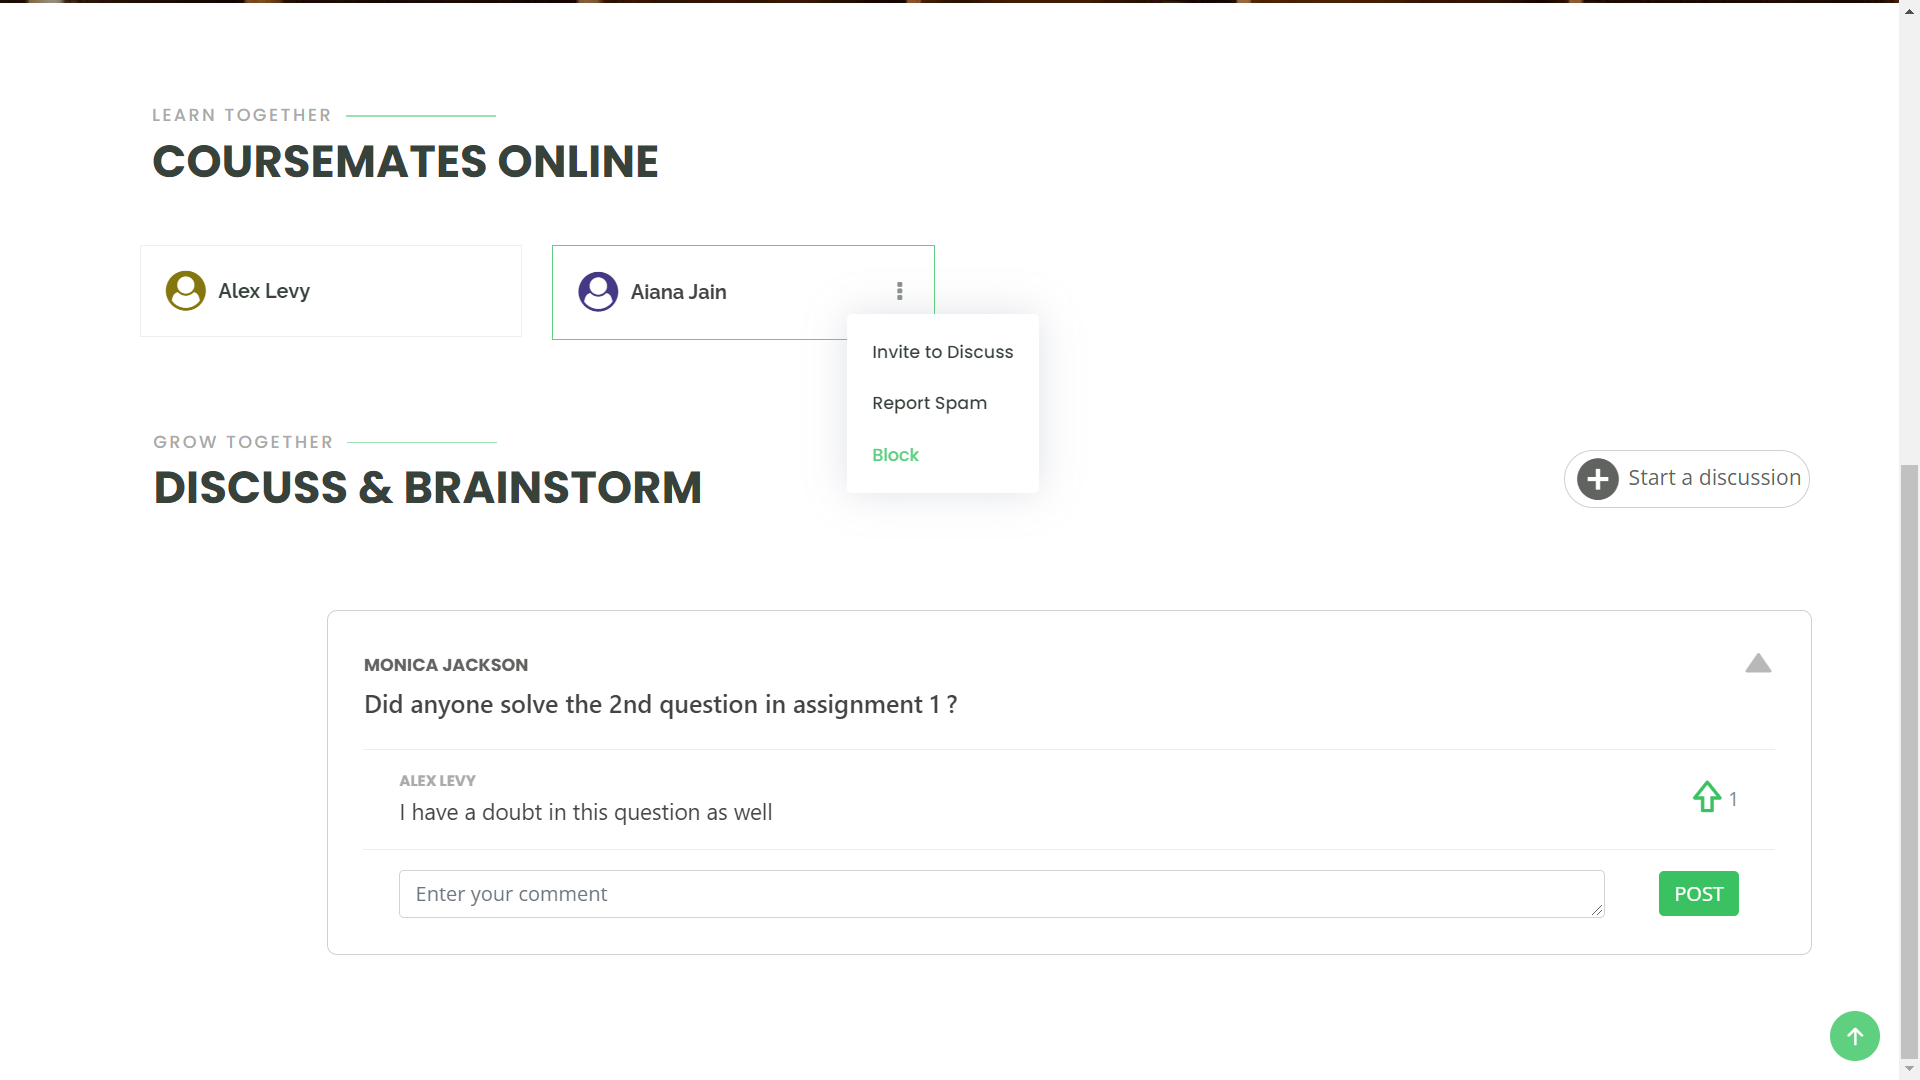 LEARN TOGETHER
COURSEMATES ONLINE
Alex Levy
Aiana Jain
Invite to Discuss
Report Spam
Block
GROW TOGETHER
DISCUSS & BRAINSTORM
Start a discussion
MONICA JACKSON
Did anyone solve the 2nd question in assignment 1 ?
ALEX LEVY
I have a doubt in this question as well
1
Enter your comment
POST